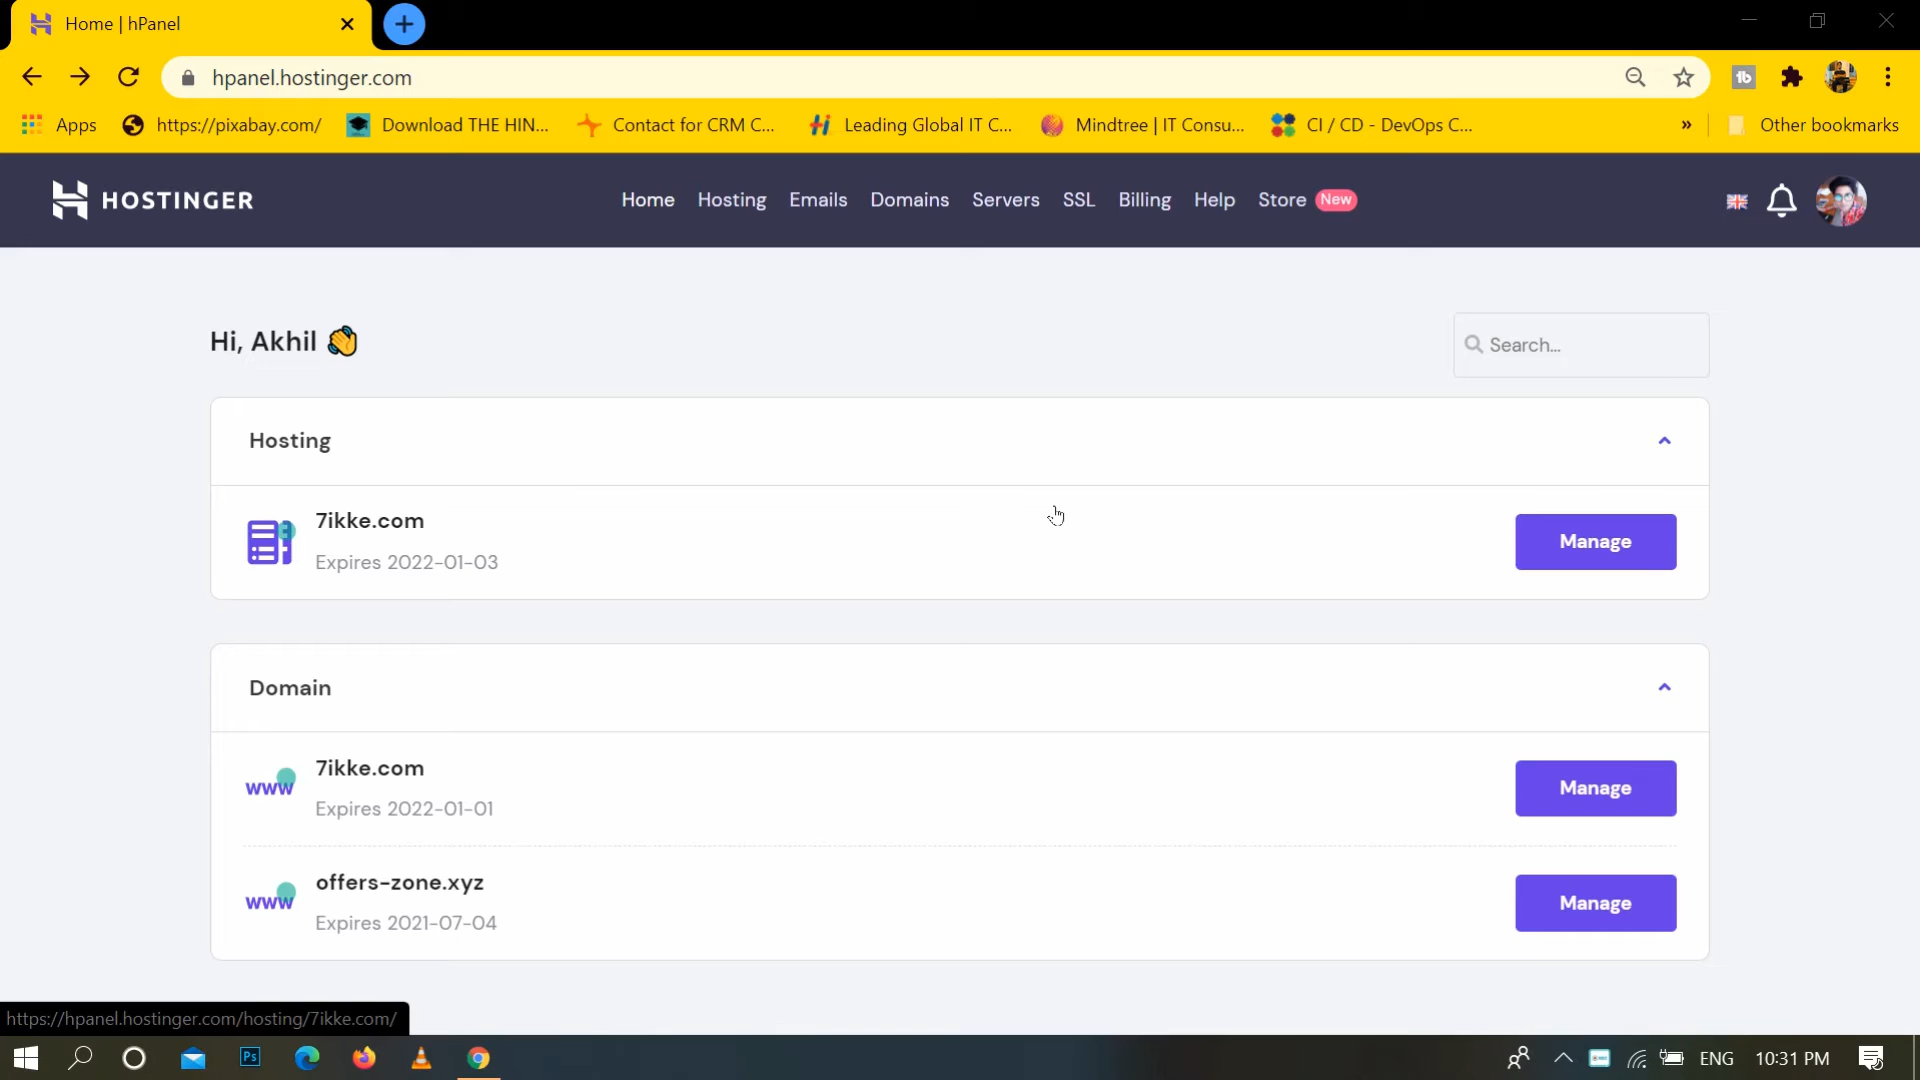 Home | hPanel
hpanel.hostinger.com
Apps https://pixabay.com/ Download THE HIN... Contact for CRM C... Leading Global IT C... Mindtree | IT Consu... CI / CD - DevOps C... » Other bookmarks
HOSTINGER Home Hosting Emails Domains Servers SSL Billing Help Store New
Hi, Akhil
Search...
Hosting
7ikke.com
Expires 2022-01-03
Manage
Domain
7ikke.com
www
Expires 2022-01-01
Manage
offers-zone.xyz
www
Expires 2021-07-04
Manage
https://hpanel.hostinger.com/hosting/7ikke.com/
Ps ENG 10:31 PM